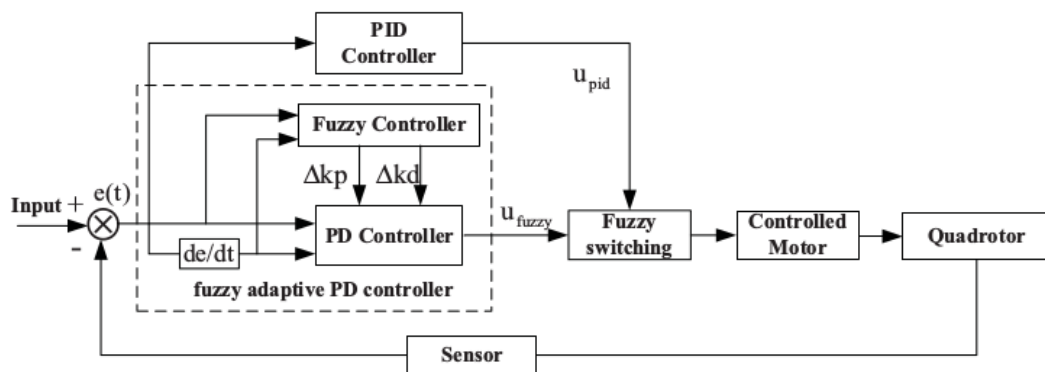 PID
Controller
u_pid
Fuzzy Controller
Δkp
Δkd
Input
+
e(t)
-
PD Controller
de/dt
fuzzy adaptive PD controller
u_fuzzy
Fuzzy
switching
Controlled
Motor
Quadrotor
Sensor